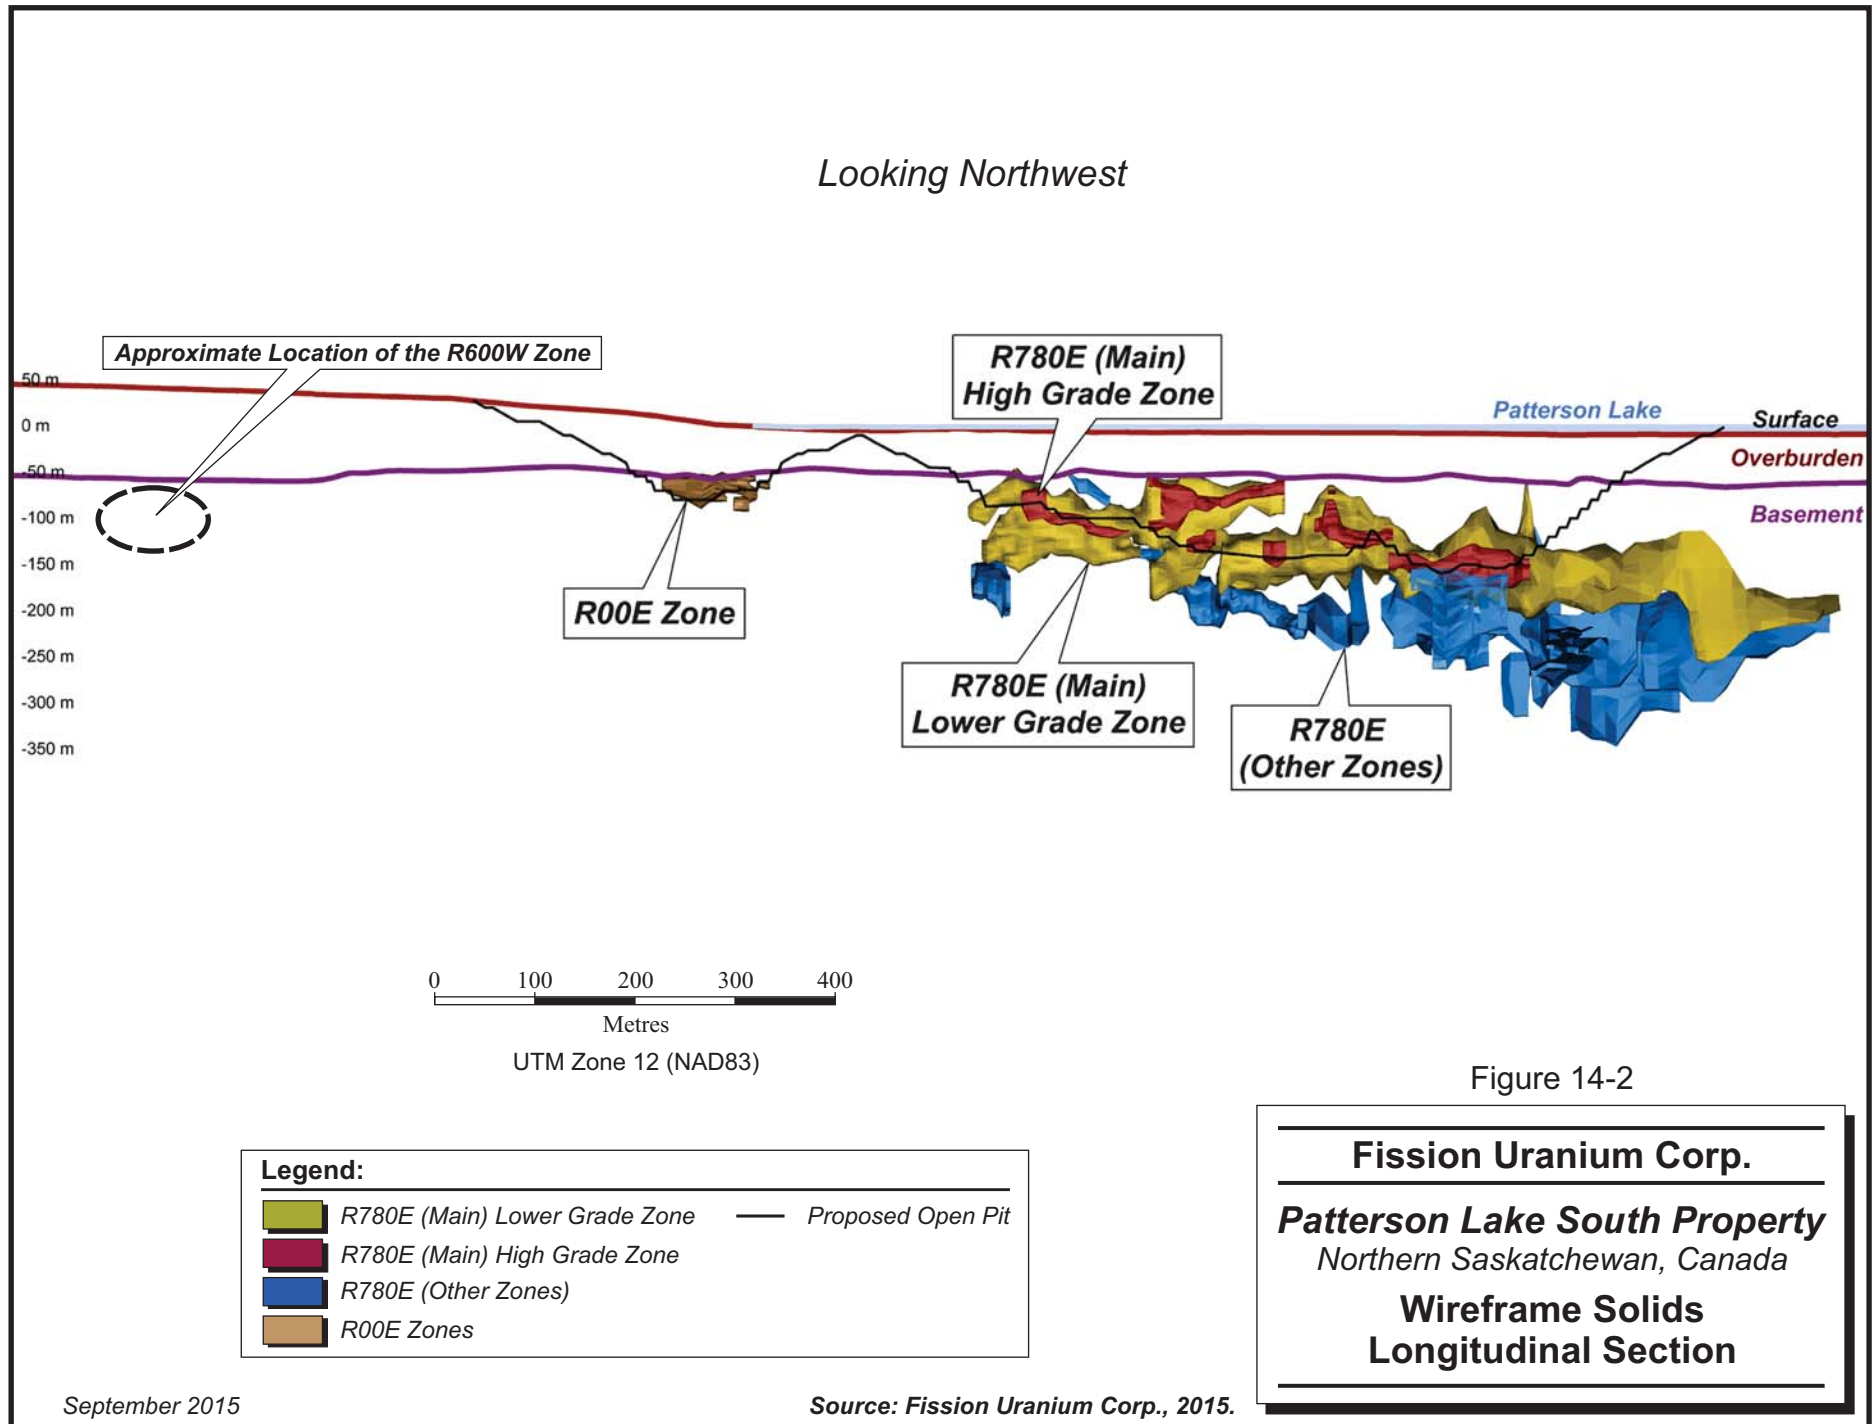 Looking Northwest
Approximate Location of the R600W Zone
R780E (Main)
High Grade Zone
50 m
0 m
-50 m
-100 m
-150 m
-200 m
-250 m
-300 m
-350 m
Patterson Lake
Surface
Overburden
Basement
R00E Zone
R780E (Main)
Lower Grade Zone
R780E
(Other Zones)
0 100 200 300 400
Metres
UTM Zone 12 (NAD83)
Figure 14-2
Legend:
R780E (Main) Lower Grade Zone
Proposed Open Pit
R780E (Main) High Grade Zone
R780E (Other Zones)
R00E Zones
Fission Uranium Corp.
Patterson Lake South Property
Northern Saskatchewan, Canada
Wireframe Solids
Longitudinal Section
September 2015
Source: Fission Uranium Corp., 2015.